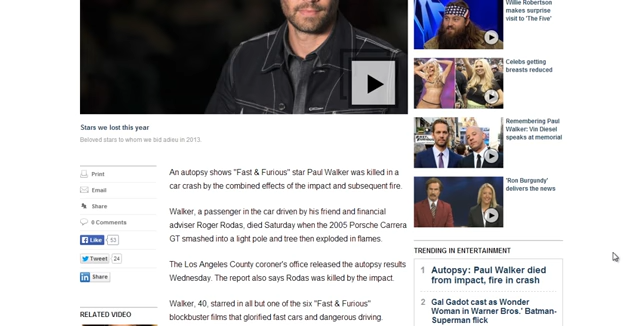 Willie Robertson
makes surprise
visit to 'The Five'
Celebs getting
breasts reduced
Remembering Paul
Walker: Vin Diesel
speaks at memorial
'Ron Burgundy'
delivers the news
Stars we lost this year
Beloved stars to whom we bid adieu in 2013.
Print
Email
Share
0 Comments
Like 53
Tweet 24
in Share
RELATED VIDEO
An autopsy shows "Fast & Furious" star Paul Walker was killed in a
car crash by the combined effects of the impact and subsequent fire.
Walker, a passenger in the car driven by his friend and financial
adviser Roger Rodas, died Saturday when the 2005 Porsche Carrera
GT smashed into a light pole and tree then exploded in flames.
The Los Angeles County coroner's office released the autopsy results
Wednesday. The report also says Rodas was killed by the impact.
Walker, 40, starred in all but one of the six "Fast & Furious"
blockbuster films that glorified fast cars and dangerous driving.
TRENDING IN ENTERTAINMENT
1 Autopsy: Paul Walker died
from impact, fire in crash
2 Gal Gadot cast as Wonder
Woman in Warner Bros.' Batman-
Superman flick